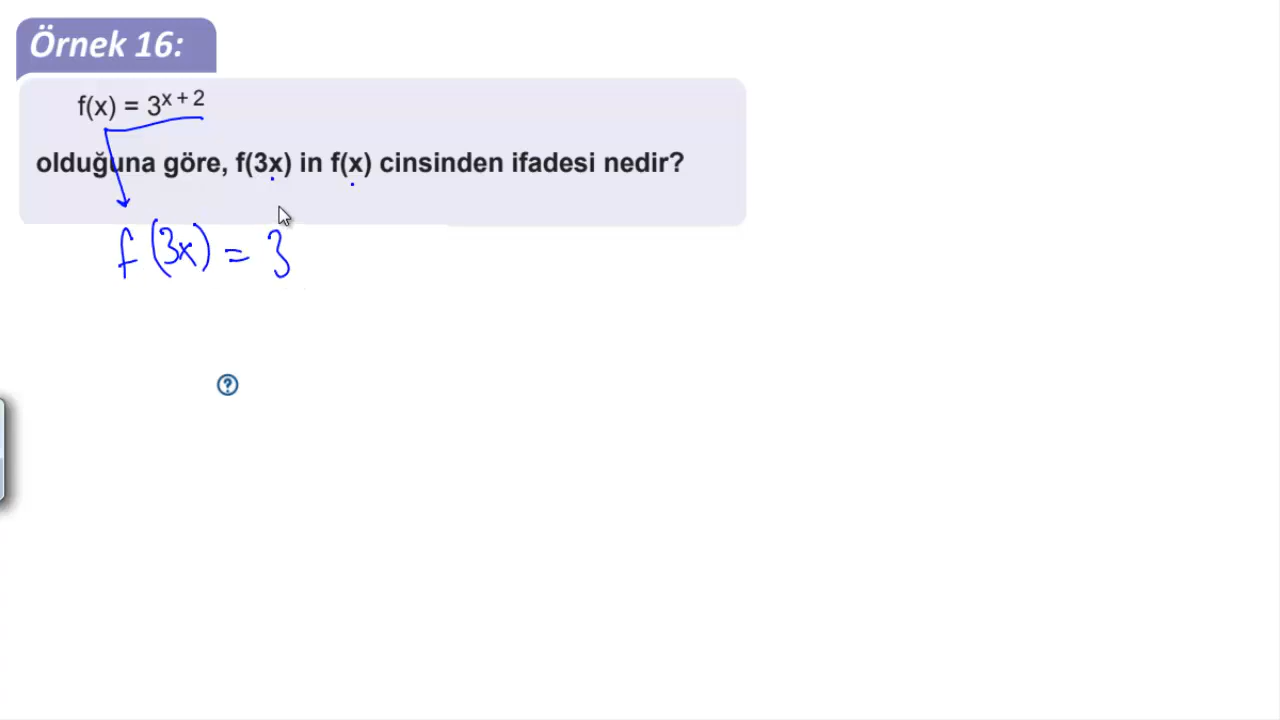 Örnek 16:
f(x) = 3^{x + 2}
olduğuna göre, f(3x) in f(x) cinsinden ifadesi nedir?
f(3x) = 3
?